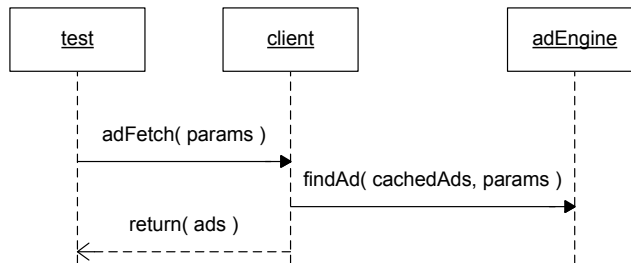 test client adEngine
adFetch( params )
findAd( cachedAds, params )
return( ads )